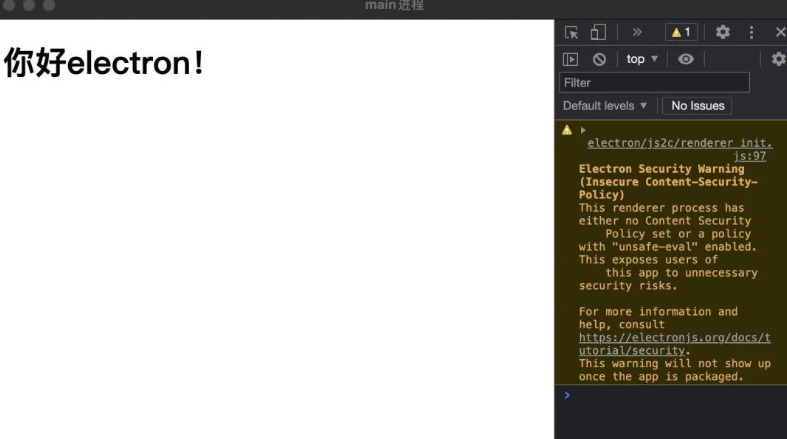 main进程
你好electron！
1
top
Filter
Default levels
No Issues
electron/js2c/renderer_init.
js:97
Electron Security Warning
(Insecure Content-Security-
Policy)
This renderer process has
either no Content Security
Policy set or a policy
with "unsafe-eval" enabled.
This exposes users of
this app to unnecessary
security risks.
For more information and
help, consult
https://electronjs.org/docs/t
utorial/security.
This warning will not show up
once the app is packaged.